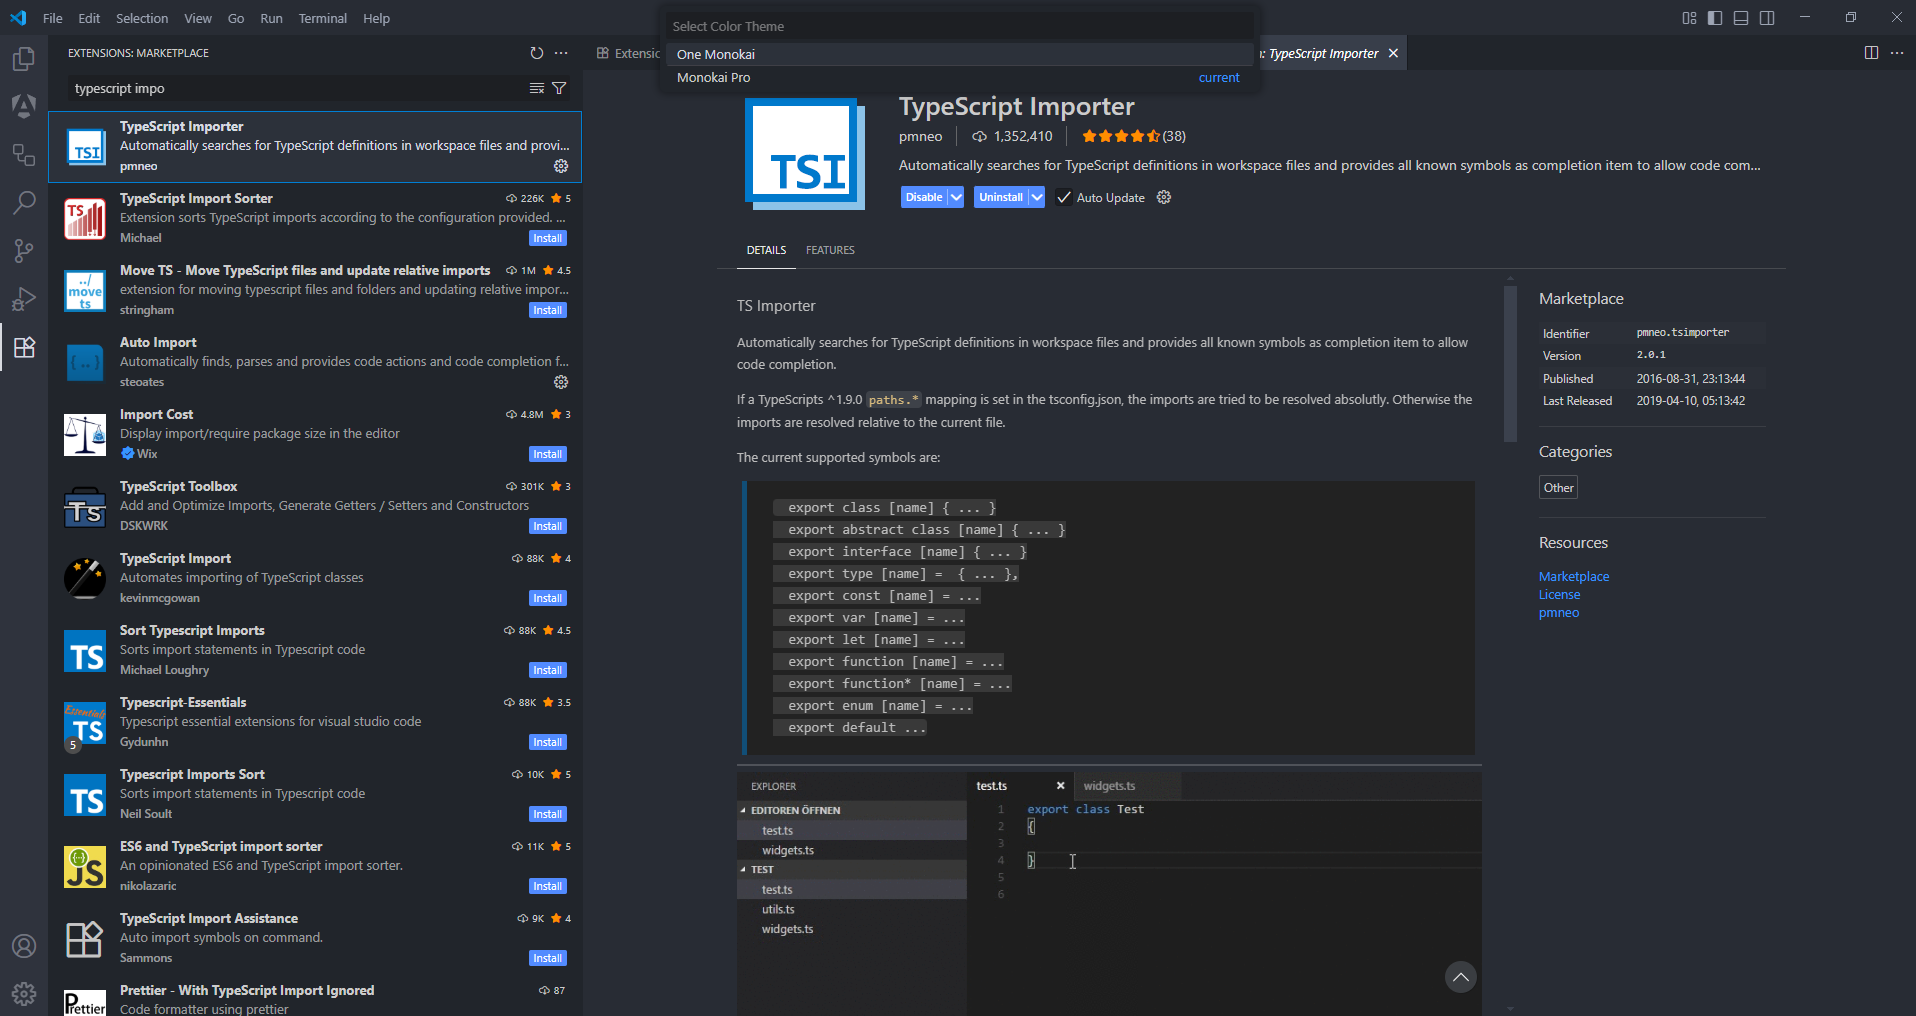 File Edit Selection View Go Run Terminal Help
Select Color Theme
One Monokai
Monokai Pro current
EXTENSIONS: MARKETPLACE
typescript impo
TypeScript Importer
Automatically searches for TypeScript definitions in workspace files and provi...
pmneo
TypeScript Import Sorter 226K 5
Extension sorts TypeScript imports according to the configuration provided. ...
Michael Install
Move TS - Move TypeScript files and update relative imports 1M 4.5
extension for moving typescript files and folders and updating relative impor...
stringham Install
Auto Import
Automatically finds, parses and provides code actions and code completion f...
steoates
Import Cost 4.8M 3
Display import/require package size in the editor
Wix Install
TypeScript Toolbox 301K 3
Add and Optimize Imports, Generate Getters / Setters and Constructors
DSKWRK Install
TypeScript Import 88K 4
Automates importing of TypeScript classes
kevinmcgowan Install
Sort Typescript Imports 88K 4.5
Sorts import statements in Typescript code
Michael Loughry Install
Typescript-Essentials 88K 3.5
Typescript essential extensions for visual studio code
Gydunhn Install
Typescript Imports Sort 10K 5
Sorts import statements in Typescript code
Neil Soult Install
ES6 and TypeScript import sorter 11K 5
An opinionated ES6 and TypeScript import sorter.
nikolazaric Install
TypeScript Import Assistance 9K 4
Auto import symbols on command.
Sammons Install
Prettier - With TypeScript Import Ignored 87
Code formatter using prettier
TSI
TS
../
move
ts
{..}
TS
TS
Essentials
TS
5
TS
JS
Prettier
Extensio
: TypeScript Importer
TSI
TypeScript Importer
pmneo 1,352,410 (38)
Automatically searches for TypeScript definitions in workspace files and provides all known symbols as completion item to allow code com...
Disable Uninstall Auto Update
DETAILS FEATURES
TS Importer
Automatically searches for TypeScript definitions in workspace files and provides all known symbols as completion item to allow
code completion.
If a TypeScripts ^1.9.0 paths.* mapping is set in the tsconfig.json, the imports are tried to be resolved absolutly. Otherwise the
imports are resolved relative to the current file.
The current supported symbols are:
export class [name] { ... }
export abstract class [name] { ... }
export interface [name] { ... }
export type [name] = { ... },
export const [name] = ...
export var [name] = ...
export let [name] = ...
export function [name] = ...
export function* [name] = ...
export enum [name] = ...
export default ...
EXPLORER
EDITOREN ÖFFNEN
test.ts
widgets.ts
TEST
test.ts
utils.ts
widgets.ts
test.ts widgets.ts
1 export class Test
2 {
3
4 }
5
6
Marketplace
Identifier pmneo.tsimporter
Version 2.0.1
Published 2016-08-31, 23:13:44
Last Released 2019-04-10, 05:13:42
Categories
Other
Resources
Marketplace
License
pmneo